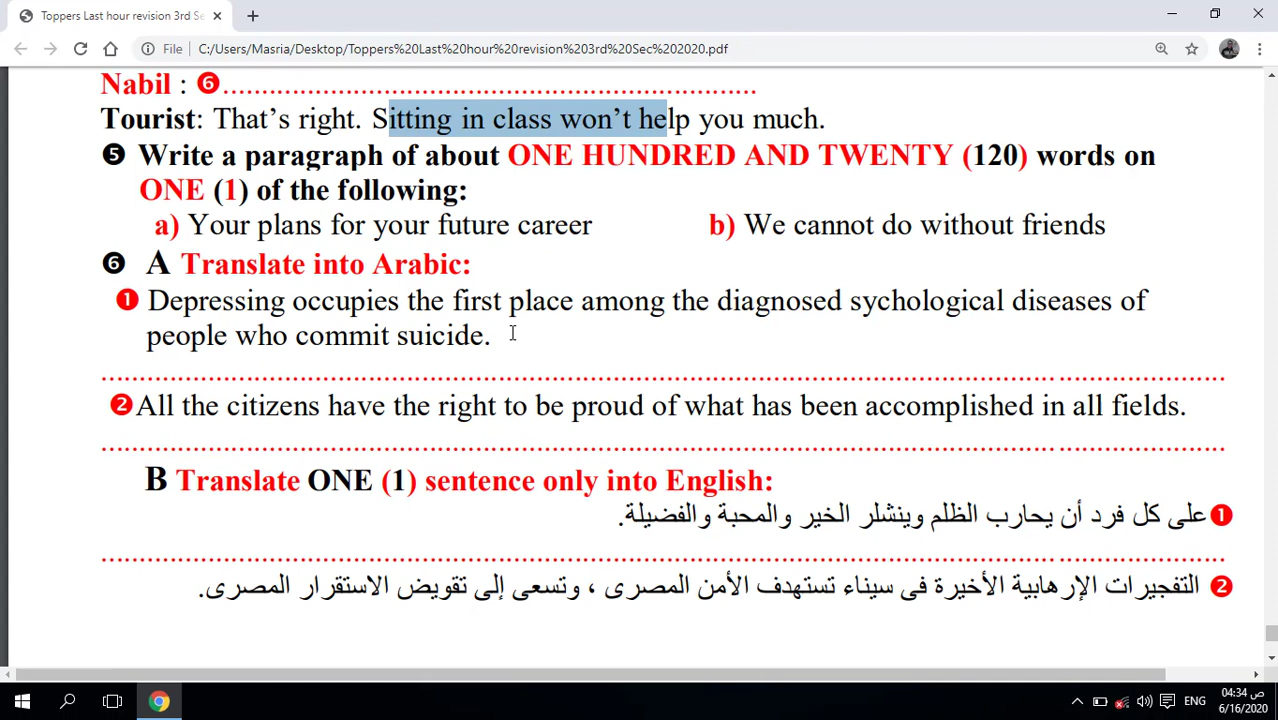 Toppers Last hour revision 3rd Se
File C:/Users/Masria/Desktop/Toppers%20Last%20hour%20revision%203rd%20Sec%202020.pdf
Nabil : ❻......................................................................
Tourist: That's right. Sitting in class won't help you much.
❺ Write a paragraph of about ONE HUNDRED AND TWENTY (120) words on
ONE (1) of the following:
a) Your plans for your future career b) We cannot do without friends
❻ A Translate into Arabic:
❶ Depressing occupies the first place among the diagnosed sychological diseases of
people who commit suicide.
........................................................................................................................
❷ All the citizens have the right to be proud of what has been accomplished in all fields.
........................................................................................................................
B Translate ONE (1) sentence only into English:
❶ على كل فرد أن يحارب الظلم وينشلر الخير والمحبة والفضيلة.
........................................................................................................................
❷ التفجيرات الإرهابية الأخيرة فى سيناء تستهدف الأمن المصرى ، وتسعى إلى تقويض الاستقرار المصرى.
ENG
04:34 ص
6/16/2020